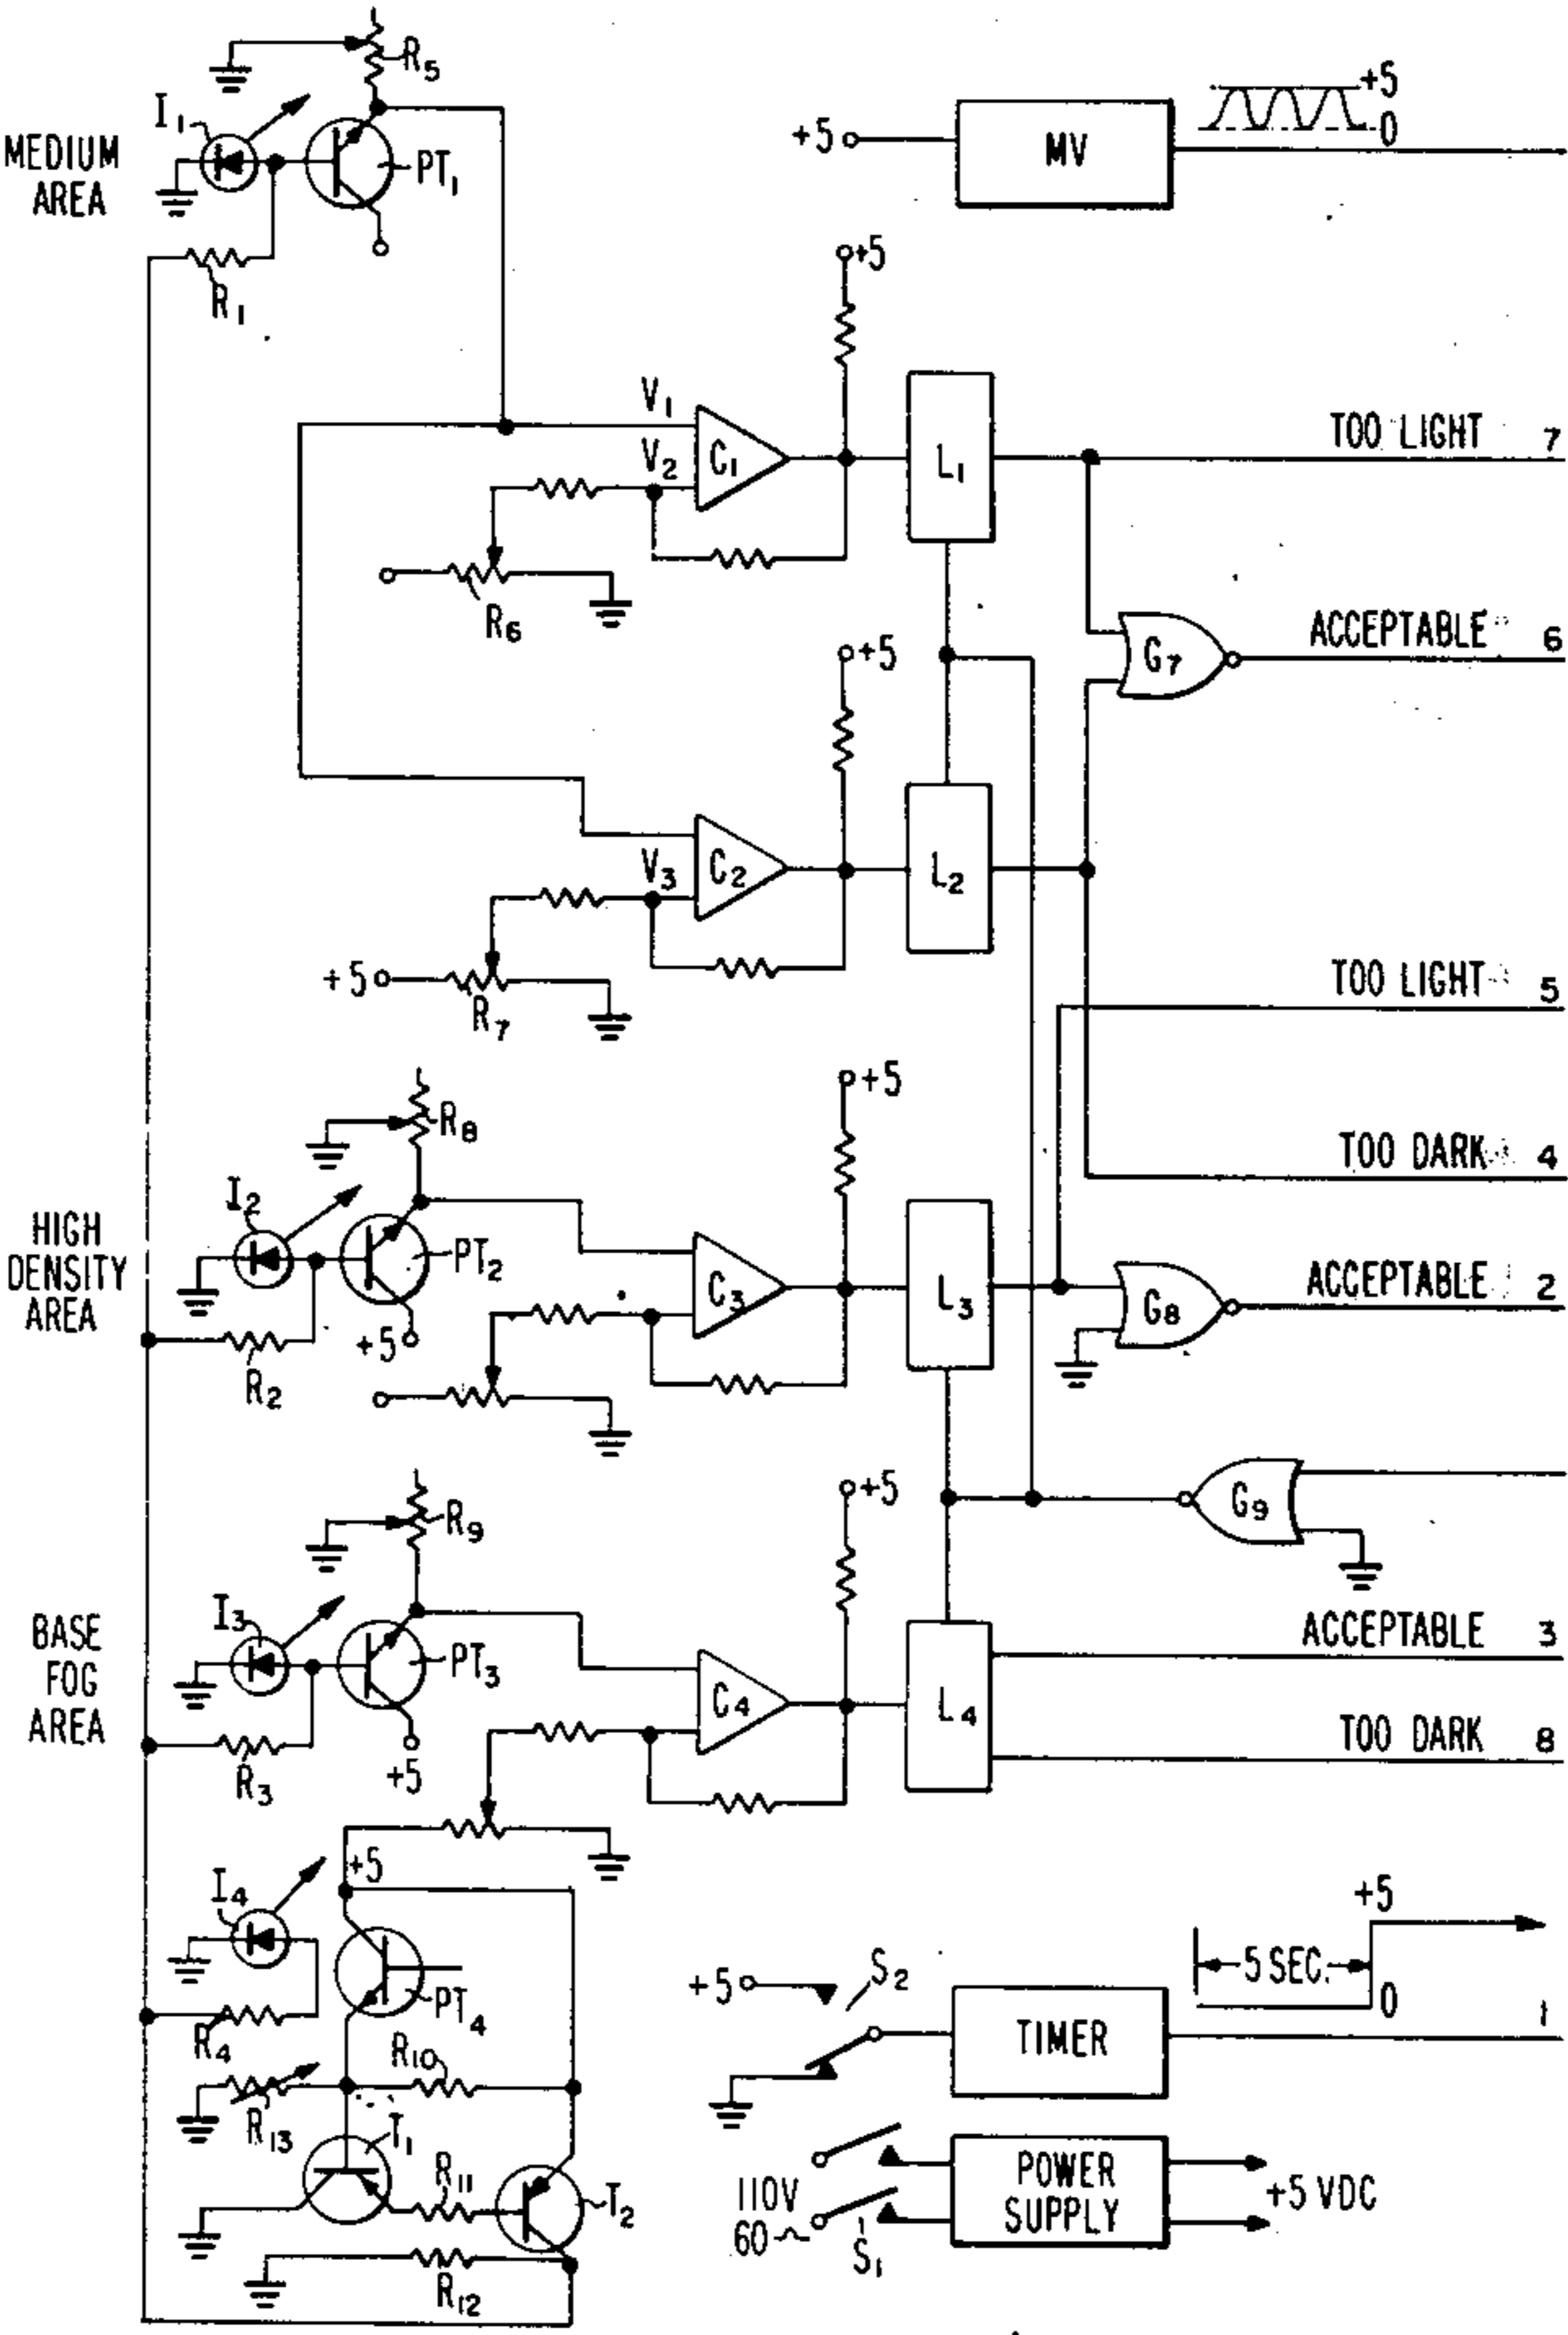 R5
I1
MEDIUM
AREA
PT1
R1
+5
MV
+5
0
+5
V1
V2
C1
L1
TOO LIGHT 7
R6
ACCEPTABLE 6
G7
+5
V3
C2
L2
+5
R7
TOO LIGHT 5
+5
R8
TOO DARK 4
I2
HIGH
DENSITY
AREA
PT2
+5
R2
C3
L3
G8
ACCEPTABLE 2
+5
R9
G9
I3
BASE
FOG
AREA
PT3
+5
R3
C4
L4
ACCEPTABLE 3
TOO DARK 8
+5
I4
PT4
R4
R10
R13
T1
R11
T2
R12
+5
S2
TIMER
5 SEC.
+5
0
1
110V
60~
S1
POWER
SUPPLY
+5 VDC